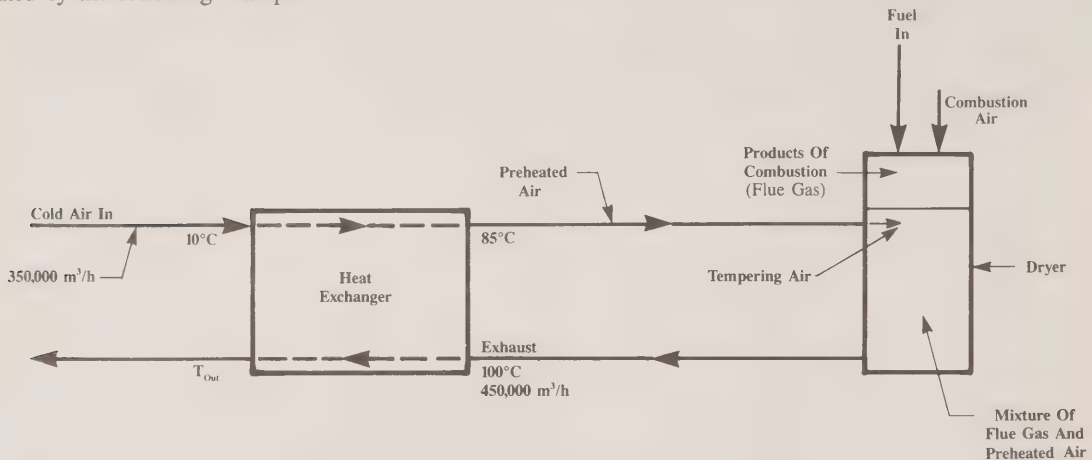 Fuel
In
Combustion
Air
Products Of
Combustion
(Flue Gas)
Preheated
Air
Cold Air In
10°C
85°C
350,000 m³/h
Heat
Exchanger
Tempering Air
Dryer
Exhaust
T_Out
100°C
450,000 m³/h
Mixture Of
Flue Gas And
Preheated Air